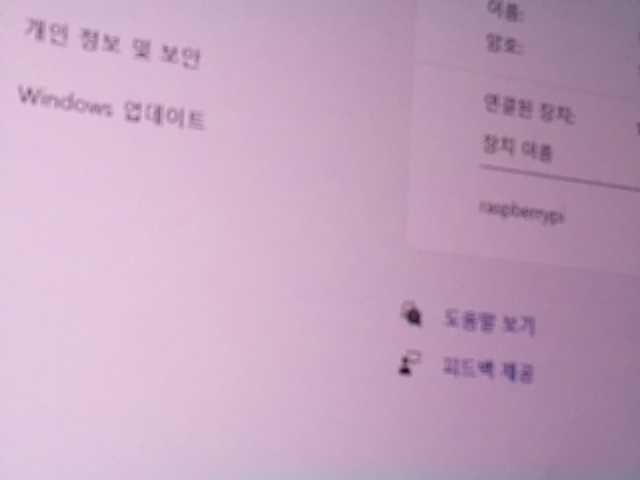 개인 정보 및 보안
Windows 업데이트
이름:
암호:
연결된 장치:
장치 이름
raspberrypi
도움말 보기
피드백 제공